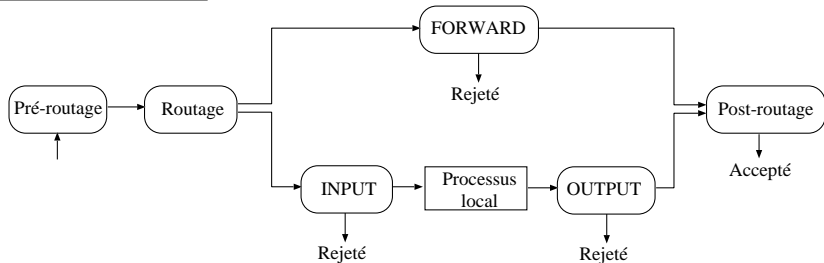 FORWARD
Rejeté
Pré-routage
Routage
Post-routage
Accepté
INPUT
Processus
local
OUTPUT
Rejeté
Rejeté